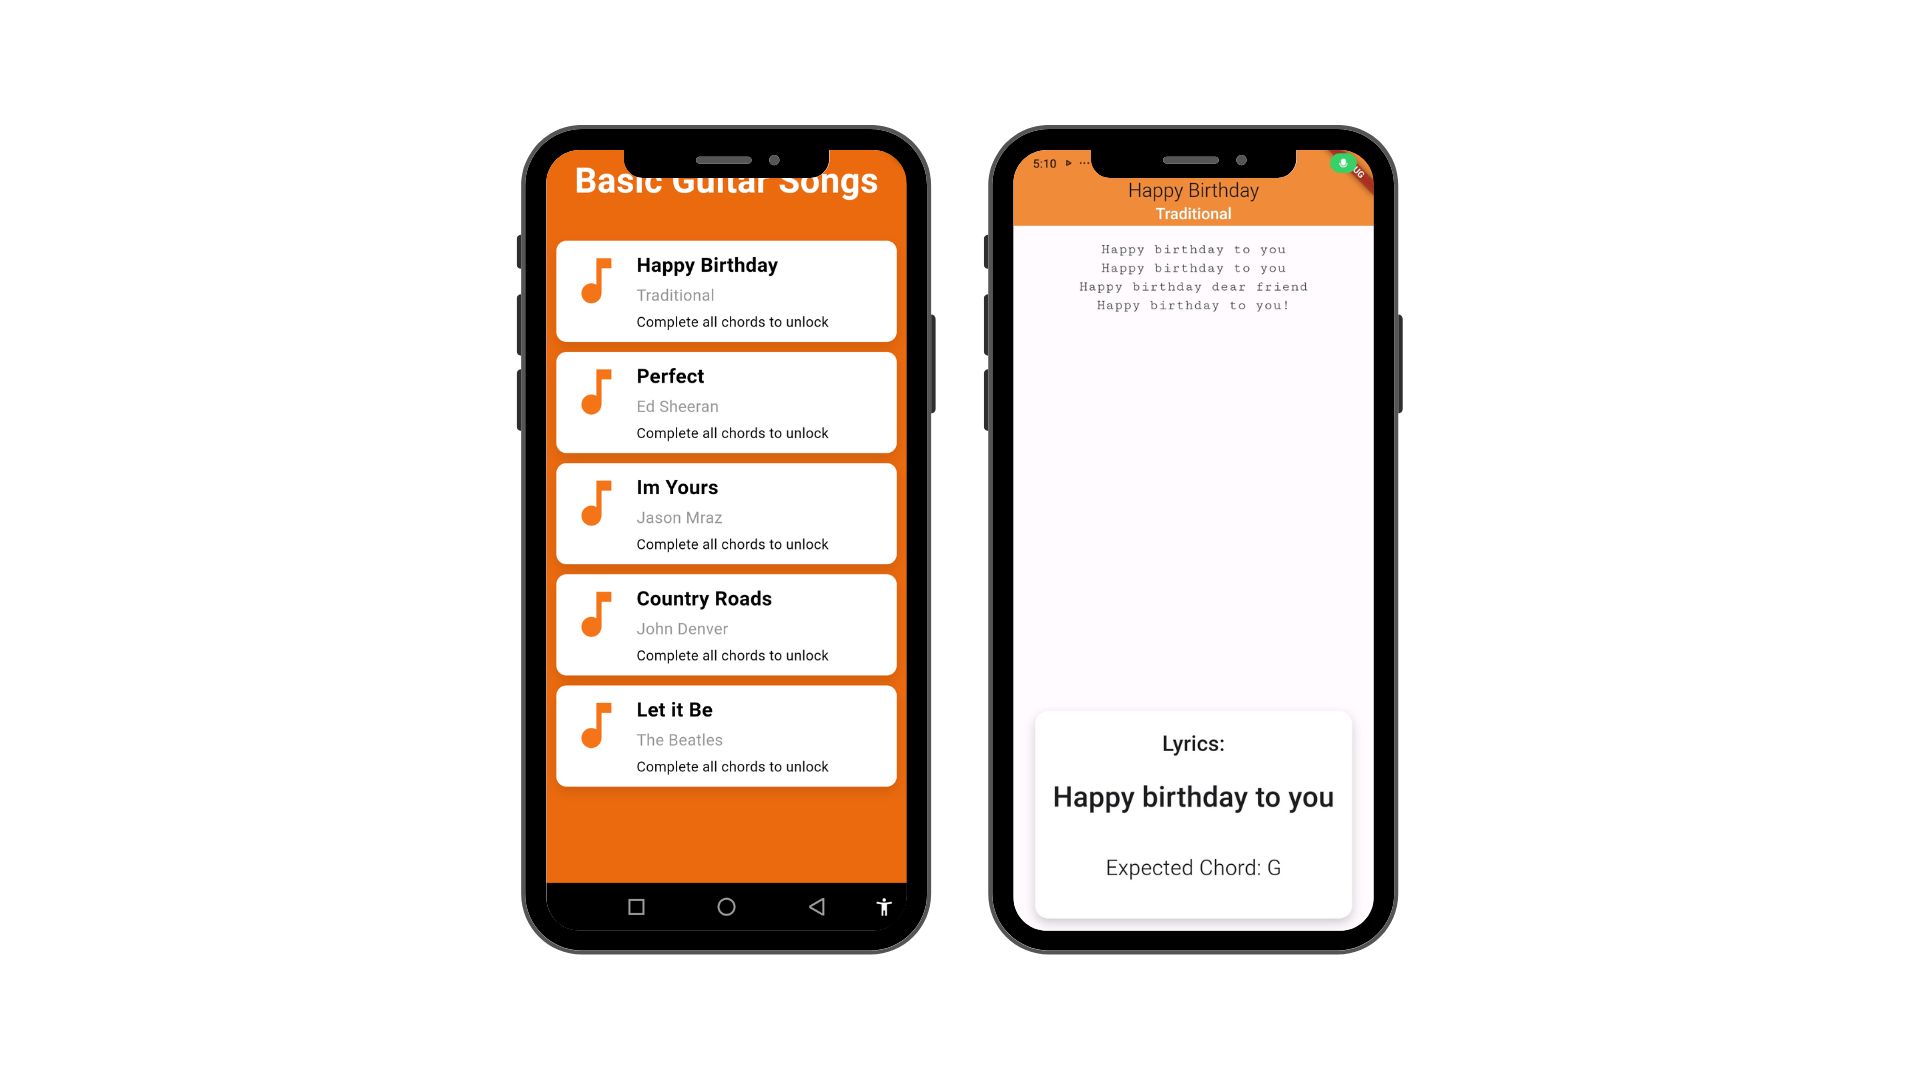 Basic Guitar Songs
Happy Birthday
Traditional
Complete all chords to unlock
Perfect
Ed Sheeran
Complete all chords to unlock
Im Yours
Jason Mraz
Complete all chords to unlock
Country Roads
John Denver
Complete all chords to unlock
Let it Be
The Beatles
Complete all chords to unlock
5:10
Happy Birthday
Traditional
Happy birthday to you
Happy birthday to you
Happy birthday dear friend
Happy birthday to you!
Lyrics:
Happy birthday to you
Expected Chord: G